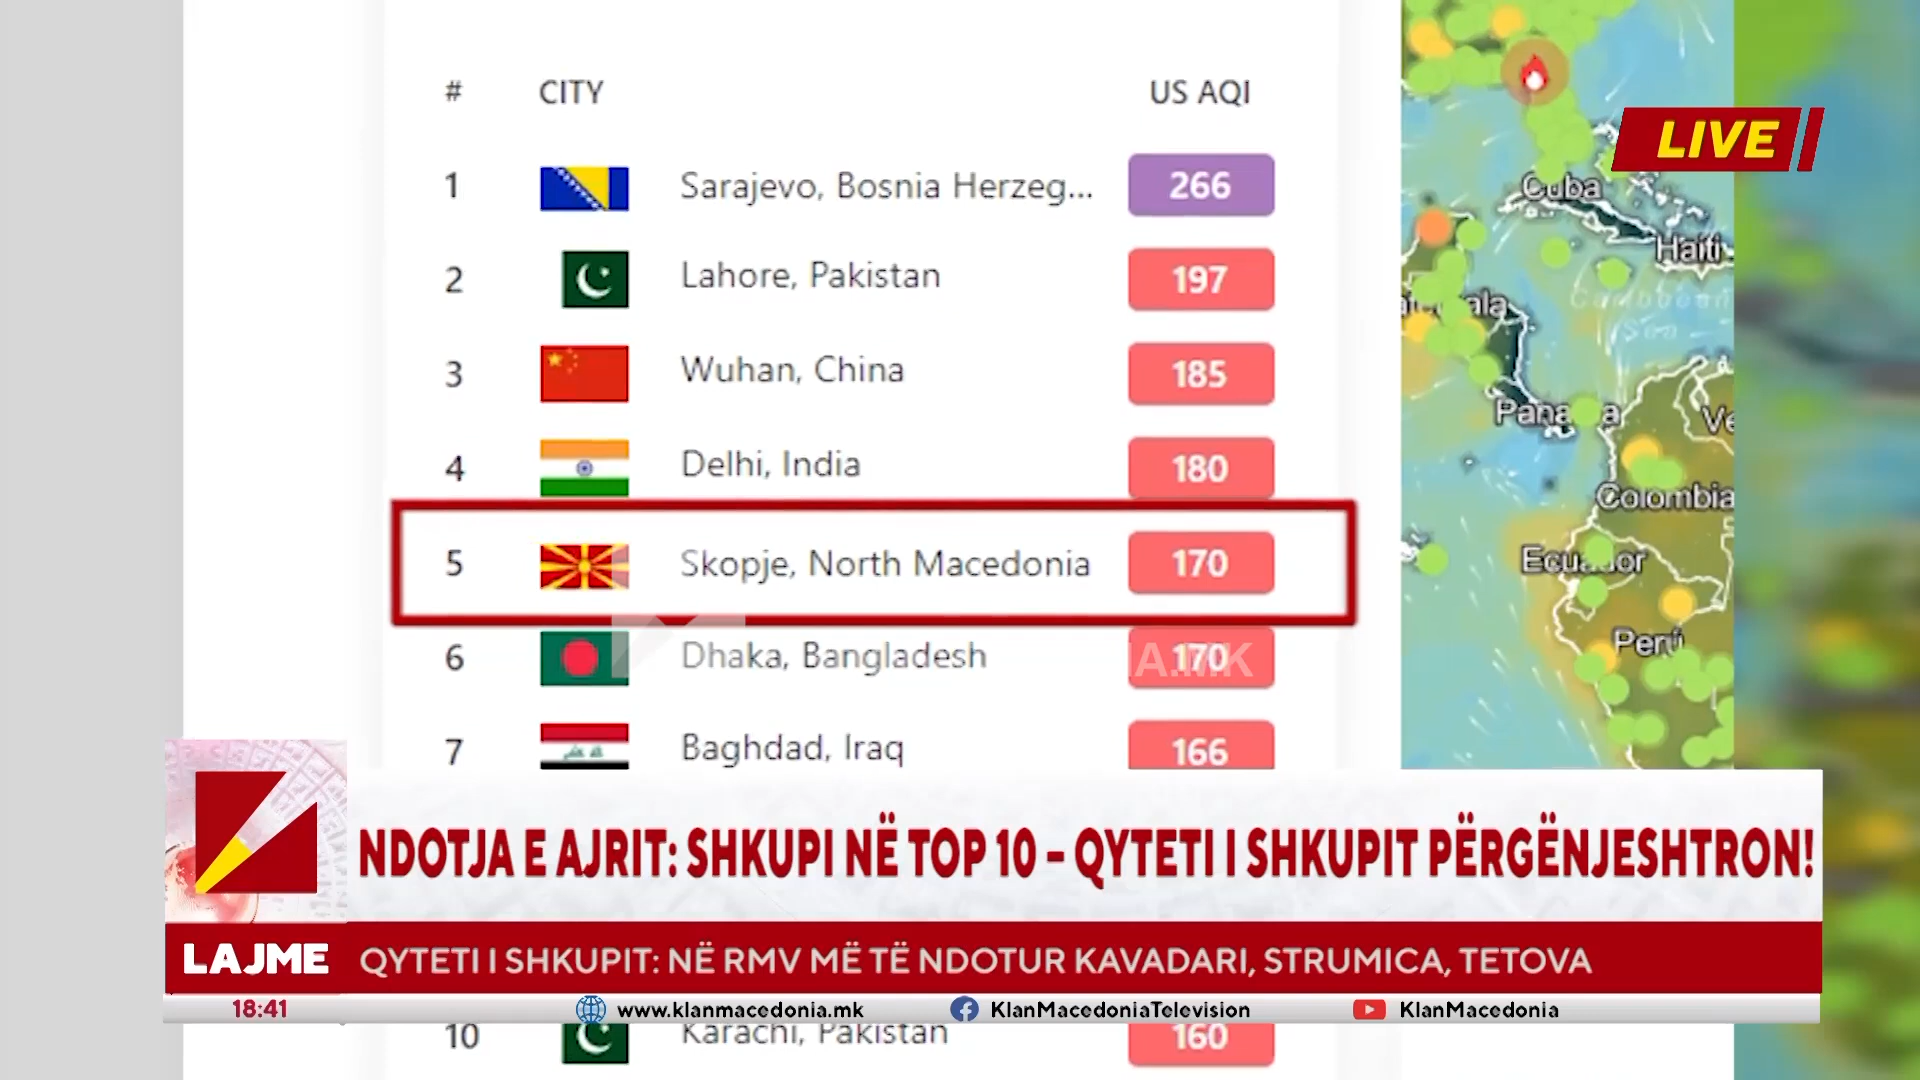 # CITY US AQI
1 Sarajevo, Bosnia Herzeg... 266
2 Lahore, Pakistan 197
3 Wuhan, China 185
4 Delhi, India 180
5 Skopje, North Macedonia 170
6 Dhaka, Bangladesh 170
7 Baghdad, Iraq 166
10 Karachi, Pakistan 160
LIVE
Cuba
Haiti
Caribbean
Sea
Panama
Colombia
Ecuador
Perú
NDOTJA E AJRIT: SHKUPI NË TOP 10 – QYTETI I SHKUPIT PËRGËNJESHTRON!
LAJME QYTETI I SHKUPIT: NË RMV MË TË NDOTUR KAVADARI, STRUMICA, TETOVA
18:41 www.klanmacedonia.mk KlanMacedoniaTelevision KlanMacedonia